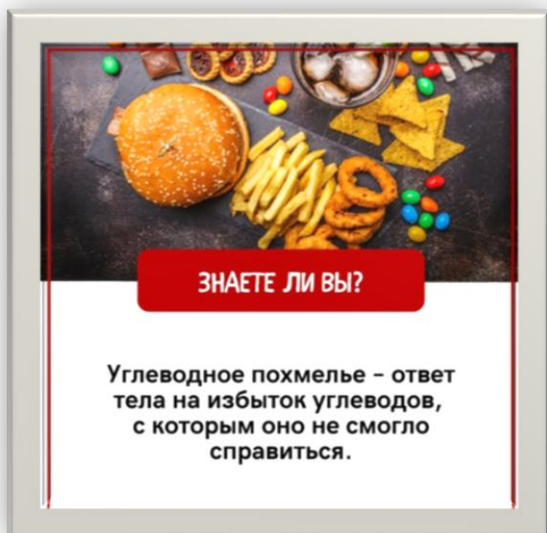 ЗНАЕТЕ ЛИ ВЫ?
Углеводное похмелье – ответ
тела на избыток углеводов,
с которым оно не смогло
справиться.